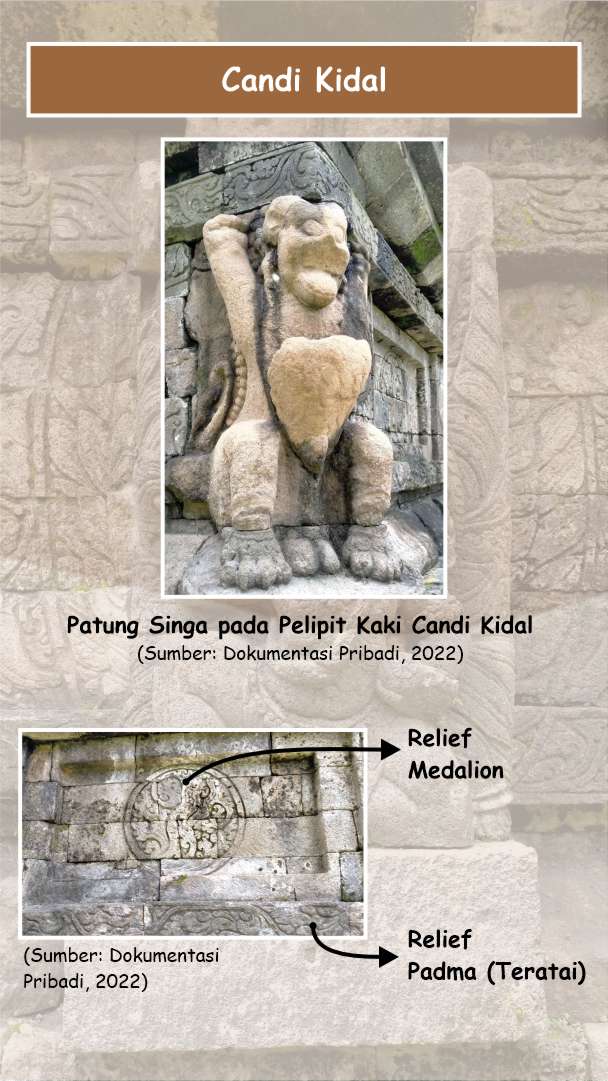 Candi Kidal
Patung Singa pada Pelipit Kaki Candi Kidal
(Sumber: Dokumentasi Pribadi, 2022)
Relief
Medalion
Relief
Padma (Teratai)
(Sumber: Dokumentasi
Pribadi, 2022)